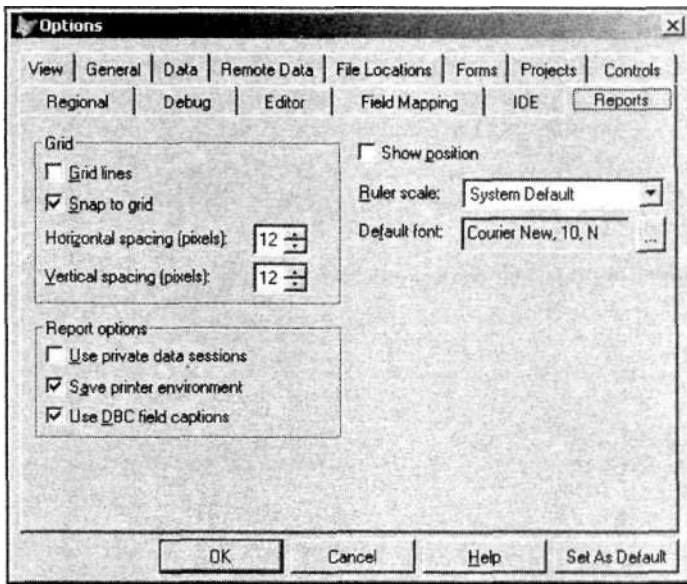 Options
View General Data Remote Data File Locations Forms Projects Controls
Regional Debug Editor Field Mapping IDE Reports
Grid
Grid lines
Snap to grid
Horizontal spacing (pixels): 12
Vertical spacing (pixels): 12
Show position
Ruler scale: System Default
Default font: Courier New, 10, N ...
Report options
Use private data sessions
Save printer environment
Use DBC field captions
OK Cancel Help Set As Default